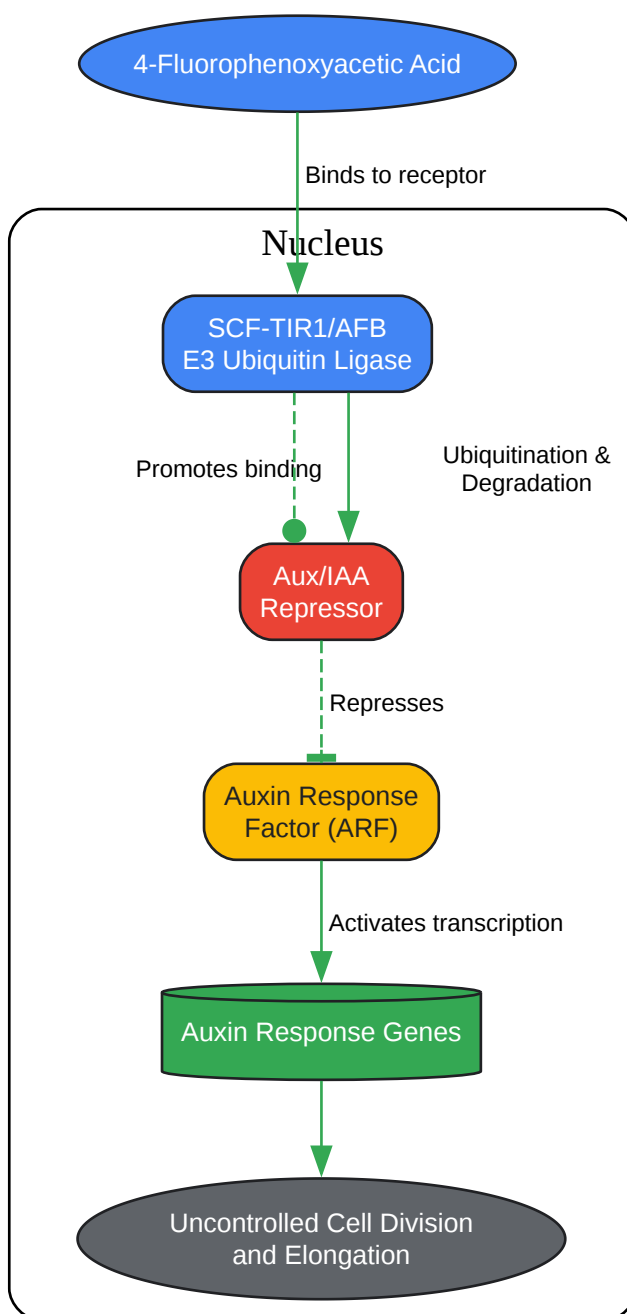 4-Fluorophenoxyacetic Acid
Binds to receptor
Nucleus
SCF-TIR1/AFB
E3 Ubiquitin Ligase
Promotes binding
Ubiquitination &
Degradation
Aux/IAA
Repressor
Represses
Auxin Response
Factor (ARF)
Activates transcription
Auxin Response Genes
Uncontrolled Cell Division
and Elongation